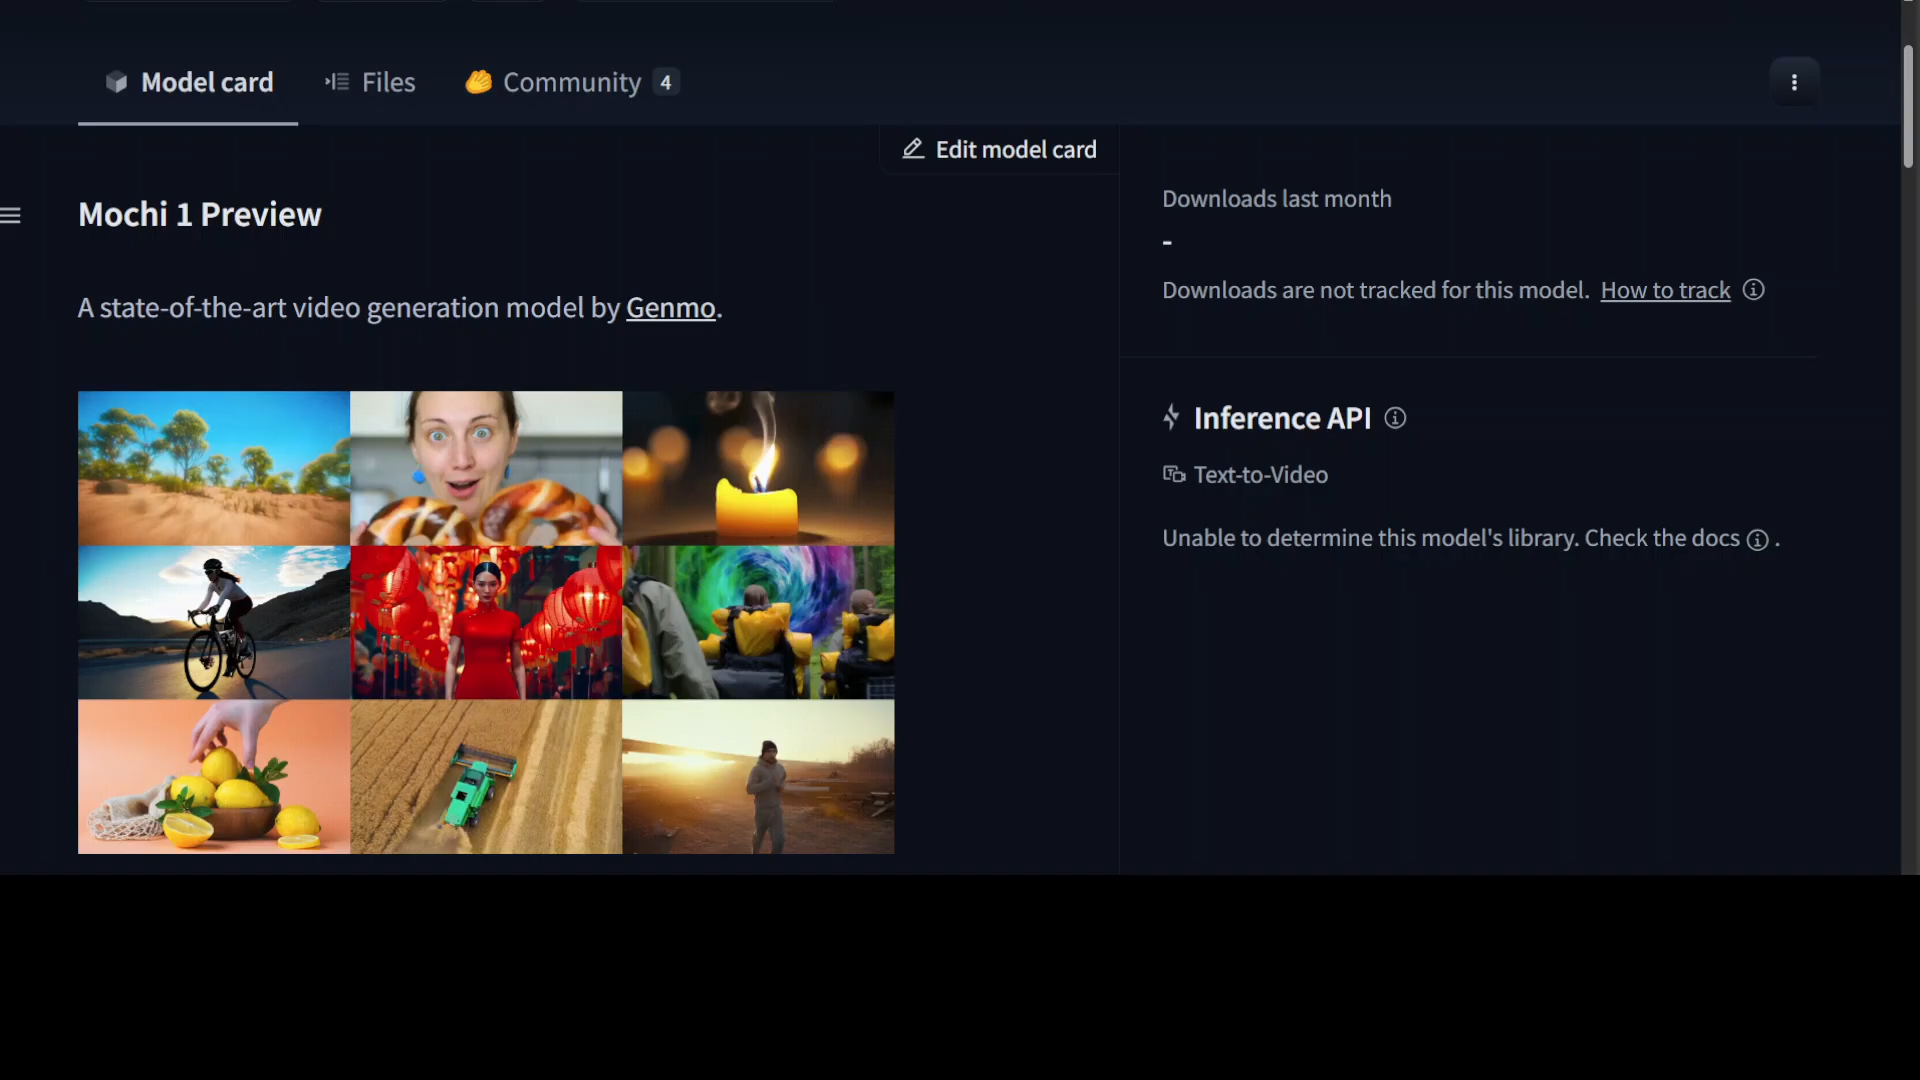 Model card
Files
Community 4
Edit model card
Mochi 1 Preview
A state-of-the-art video generation model by Genmo.
Downloads last month
-
Downloads are not tracked for this model. How to track
Inference API
Text-to-Video
Unable to determine this model's library. Check the docs .